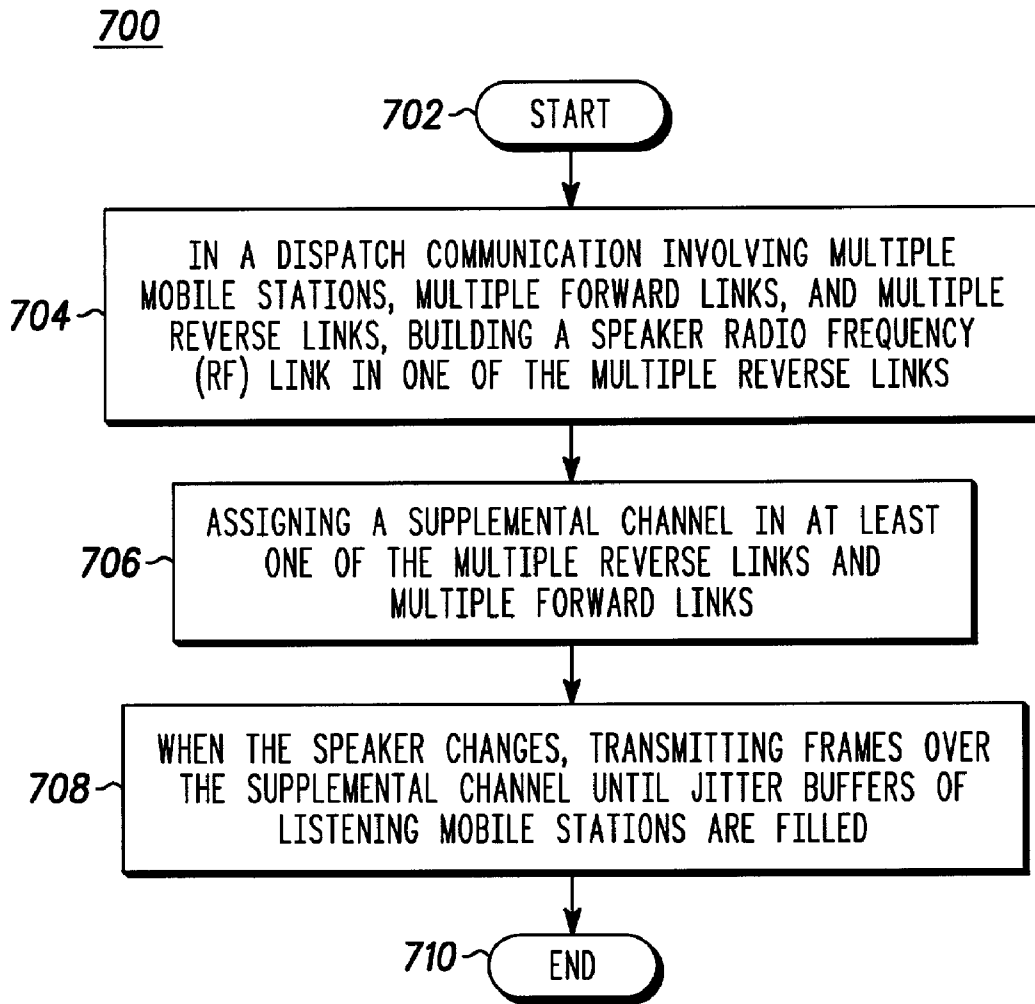 700
702
START
704
IN A DISPATCH COMMUNICATION INVOLVING MULTIPLE
MOBILE STATIONS, MULTIPLE FORWARD LINKS, AND MULTIPLE
REVERSE LINKS, BUILDING A SPEAKER RADIO FREQUENCY
(RF) LINK IN ONE OF THE MULTIPLE REVERSE LINKS
706
ASSIGNING A SUPPLEMENTAL CHANNEL IN AT LEAST
ONE OF THE MULTIPLE REVERSE LINKS AND
MULTIPLE FORWARD LINKS
708
WHEN THE SPEAKER CHANGES, TRANSMITTING FRAMES OVER
THE SUPPLEMENTAL CHANNEL UNTIL JITTER BUFFERS OF
LISTENING MOBILE STATIONS ARE FILLED
710
END